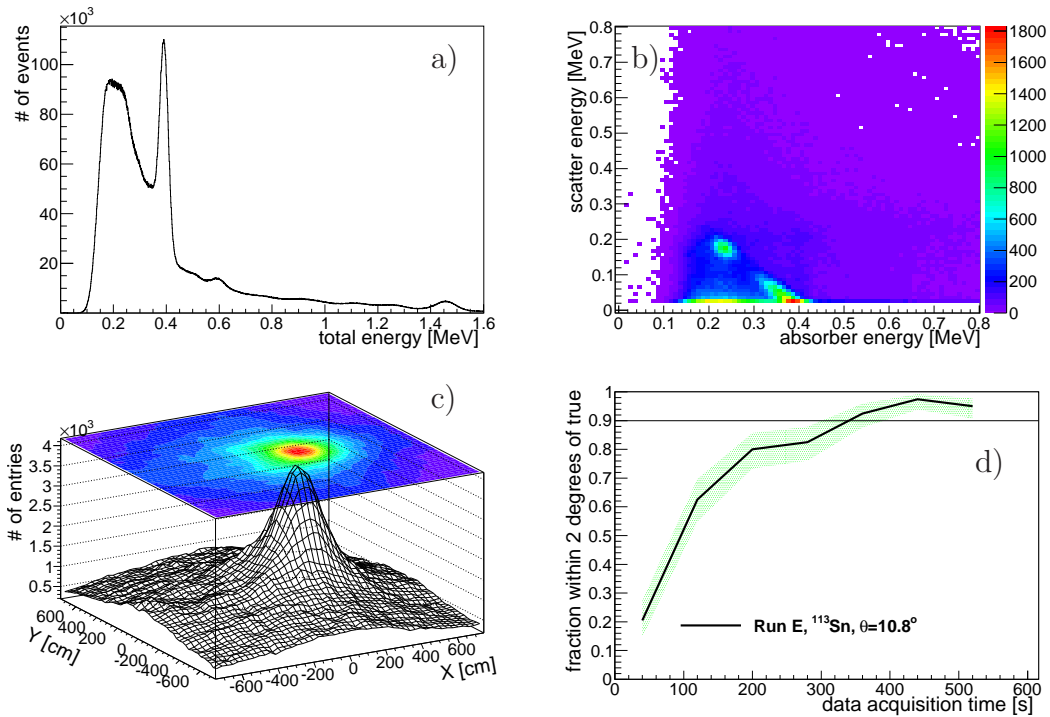 ×10³
# of events
a)
100
80
60
40
20
0 0.2 0.4 0.6 0.8 1 1.2 1.4 1.6
total energy [MeV]
scatter energy [MeV]
b)
0.8
0.7
0.6
0.5
0.4
0.3
0.2
0.1
0
0 0.1 0.2 0.3 0.4 0.5 0.6 0.7 0.8
absorber energy [MeV]
1800
1600
1400
1200
1000
800
600
400
200
0
c)
×10³
# of entries
4
3.5
3
2.5
2
1.5
1
0.5
600
400
200
0
-200
-400
-600
Y [cm]
-600 -400 -200 0 200 400 600
X [cm]
fraction within 2 degrees of true
1
0.9
0.8
0.7
0.6
0.5
0.4
0.3
0.2
0.1
0
d)
Run E, ¹¹³Sn, θ=10.8°
0 100 200 300 400 500 600
data acquisition time [s]